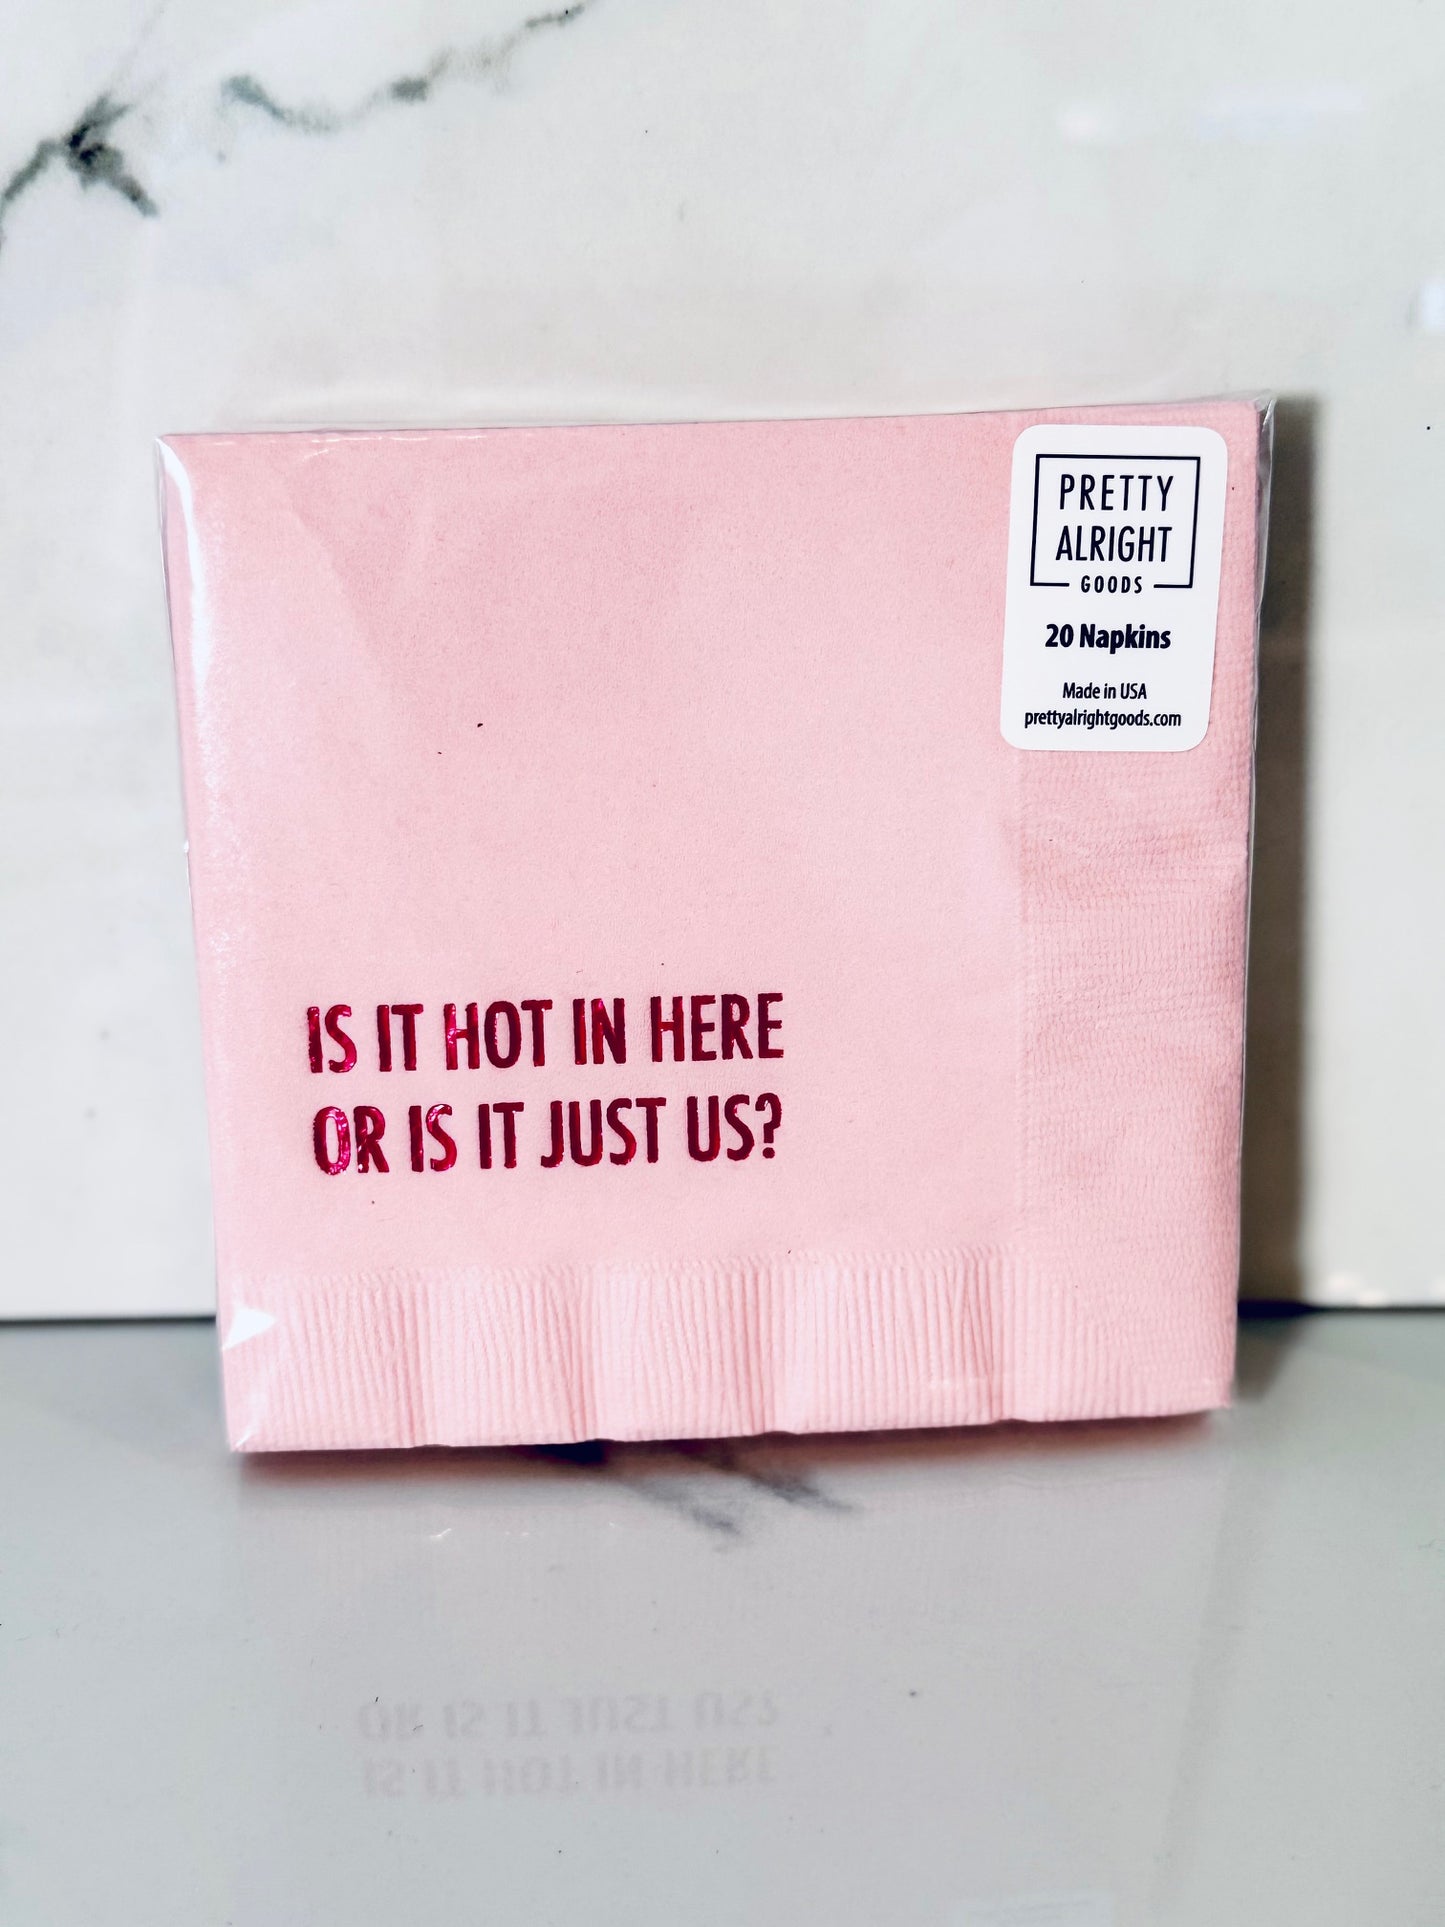 PRETTY
ALRIGHT
GOODS
20 Napkins
Made in USA
prettyalrightgoods.com
IS IT HOT IN HERE
OR IS IT JUST US?